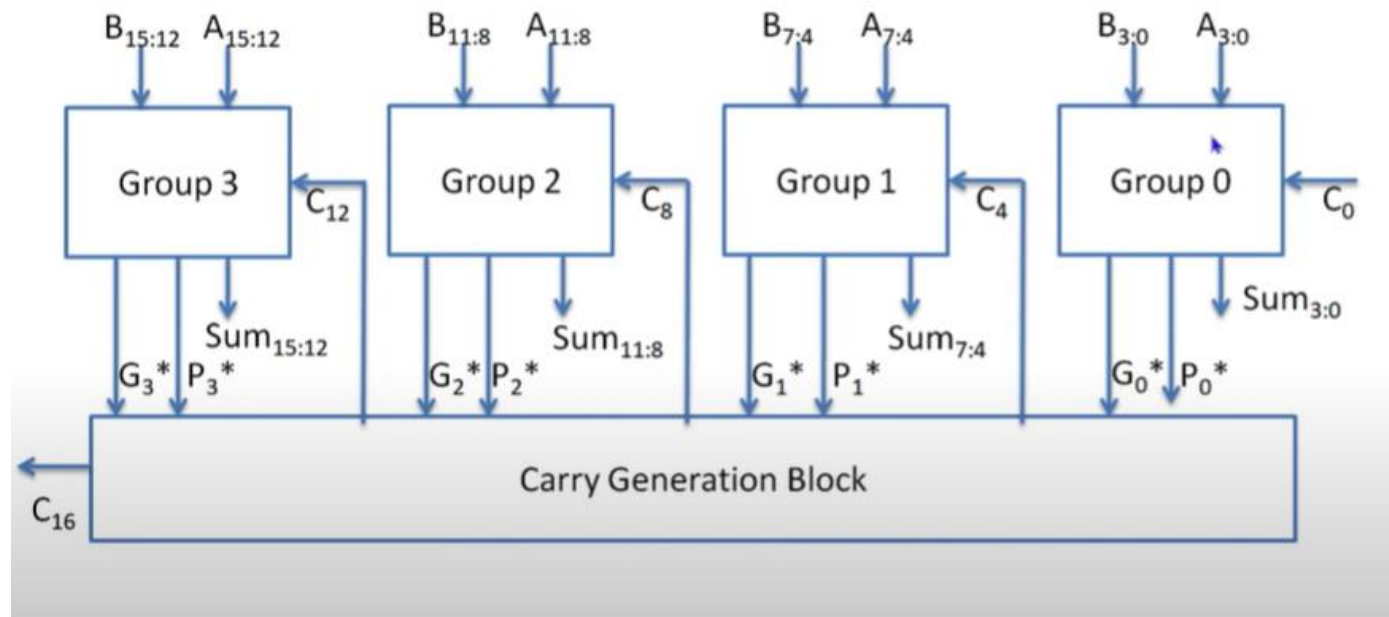 B15:12 A15:12 B11:8 A11:8 B7:4 A7:4 B3:0 A3:0
Group 3 Group 2 Group 1 Group 0
C12 C8 C4 C0
Sum15:12 Sum11:8 Sum7:4 Sum3:0
G3* P3* G2* P2* G1* P1* G0* P0*
Carry Generation Block
C16